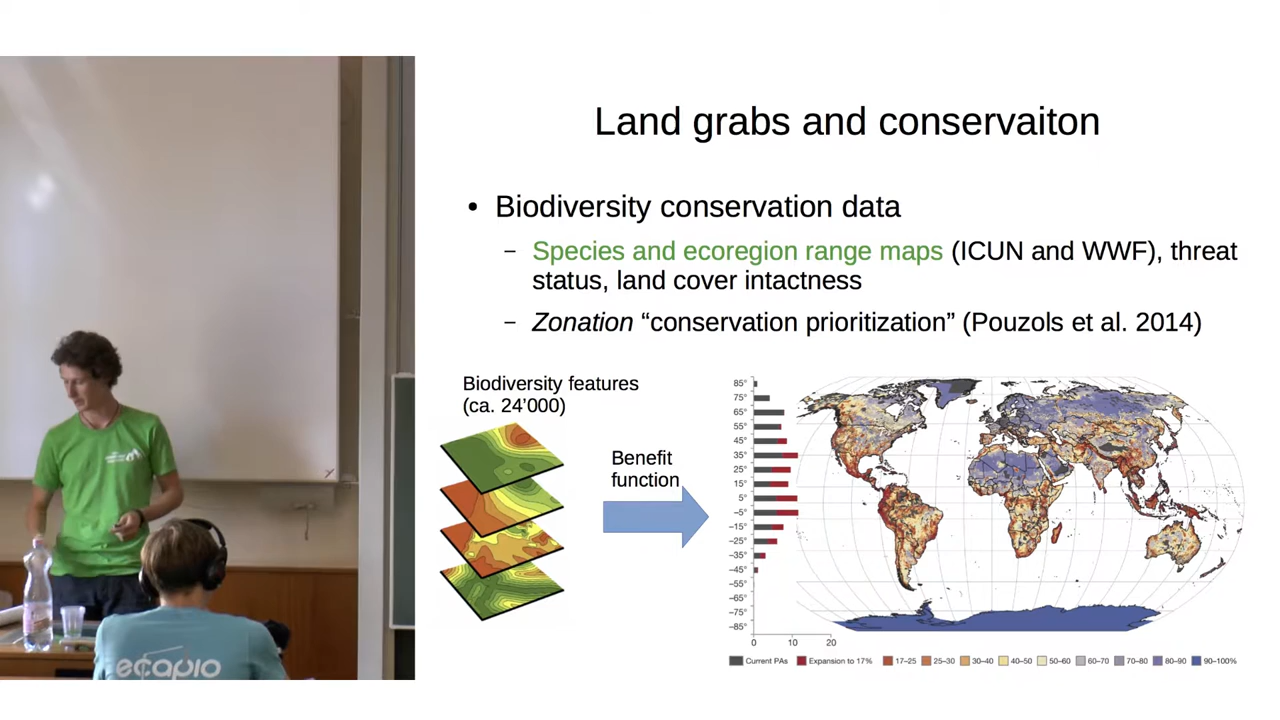 Land grabs and conservaiton
• Biodiversity conservation data
– Species and ecoregion range maps (ICUN and WWF), threat
status, land cover intactness
– Zonation “conservation prioritization” (Pouzols et al. 2014)
Biodiversity features
(ca. 24’000)
Benefit
function
85°
75°
65°
55°
45°
35°
25°
15°
5°
–5°
–15°
–25°
–35°
–45°
–55°
–65°
–75°
–85°
0 10 20
Current PAs Expansion to 17% 17–25 25–30 30–40 40–50 50–60 60–70 70–80 80–90 90–100%
ecapio